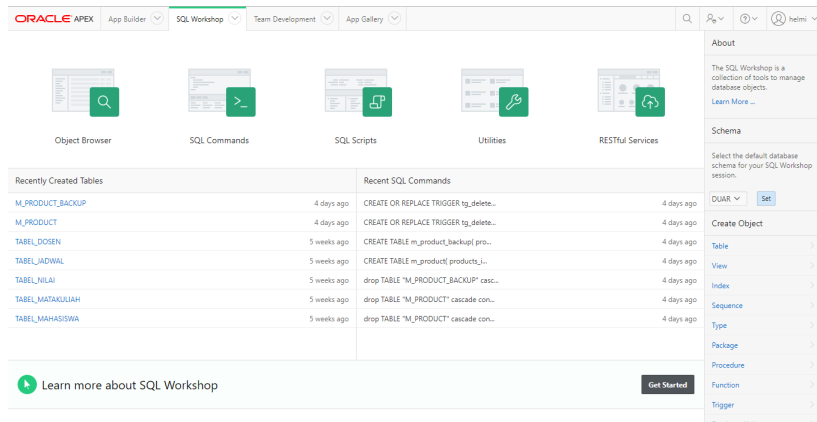 ORACLE APEX App Builder SQL Workshop Team Development App Gallery helmi
Object Browser SQL Commands SQL Scripts Utilities RESTful Services
Recently Created Tables
M_PRODUCT_BACKUP 4 days ago
M_PRODUCT 4 days ago
TABEL_DOSEN 5 weeks ago
TABEL_JADWAL 5 weeks ago
TABEL_NILAI 5 weeks ago
TABEL_MATAKULIAH 5 weeks ago
TABEL_MAHASISWA 5 weeks ago
Recent SQL Commands
CREATE OR REPLACE TRIGGER tg_delete... 4 days ago
CREATE OR REPLACE TRIGGER tg_delete... 4 days ago
CREATE TABLE m_product_backup( pro... 4 days ago
CREATE TABLE m_product( products_i... 4 days ago
drop TABLE "M_PRODUCT_BACKUP" casc... 4 days ago
drop TABLE "M_PRODUCT" cascade con... 4 days ago
drop TABLE "M_PRODUCT" cascade con... 4 days ago
Learn more about SQL Workshop Get Started
About
The SQL Workshop is a
collection of tools to manage
database objects.
Learn More ...
Schema
Select the default database
schema for your SQL Workshop
session.
DUAR Set
Create Object
Table
View
Index
Sequence
Type
Package
Procedure
Function
Trigger